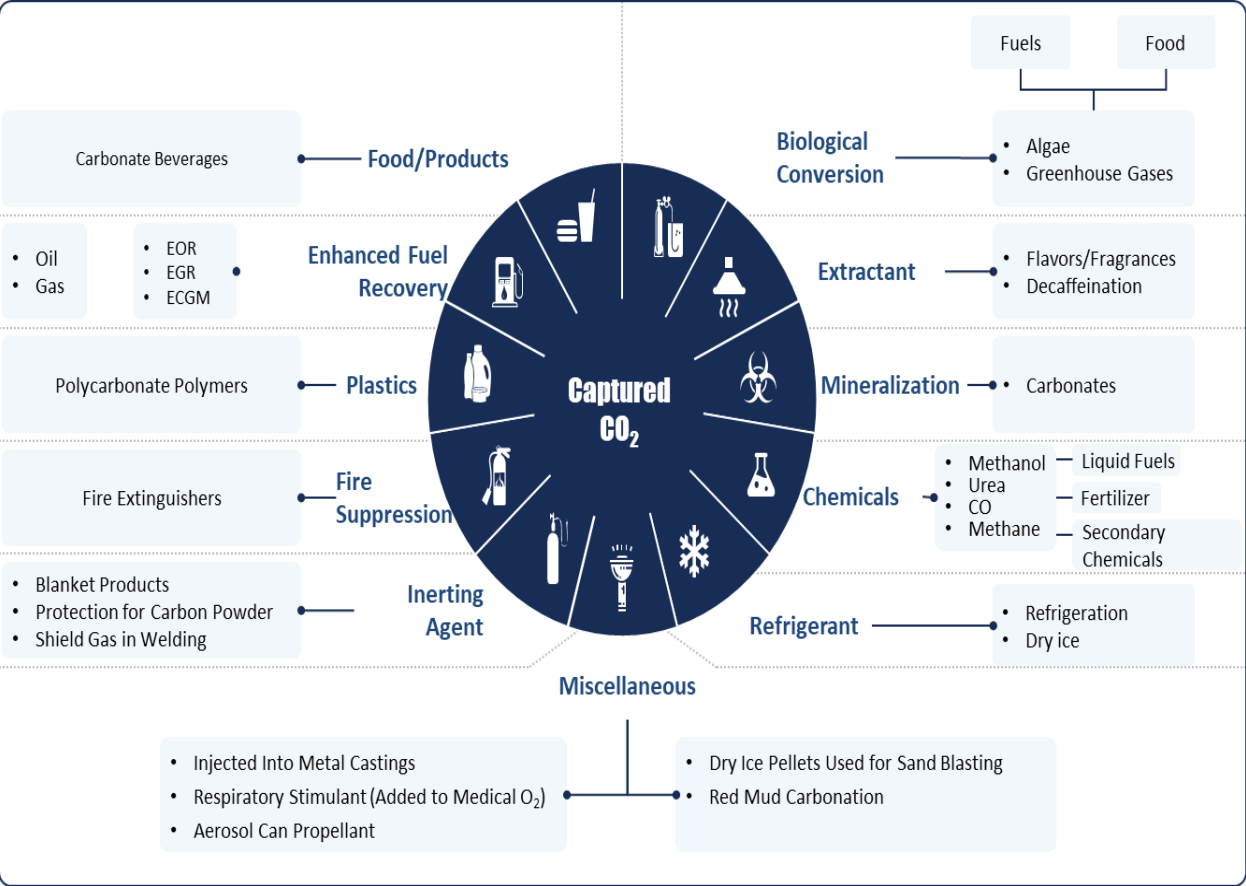 Fuels
Food
Carbonate Beverages
Food/Products
Biological
Conversion
• Algae
• Greenhouse Gases
• Oil
• Gas
• EOR
• EGR
• ECGM
Enhanced Fuel
Recovery
Extractant
• Flavors/Fragrances
• Decaffeination
Polycarbonate Polymers
Plastics
Captured
CO₂
Mineralization
• Carbonates
Fire Extinguishers
Fire
Suppression
Chemicals
• Methanol
• Urea
• CO
• Methane
Liquid Fuels
Fertilizer
Secondary
Chemicals
• Blanket Products
• Protection for Carbon Powder
• Shield Gas in Welding
Inerting
Agent
Refrigerant
• Refrigeration
• Dry ice
Miscellaneous
• Injected Into Metal Castings
• Respiratory Stimulant (Added to Medical O₂)
• Aerosol Can Propellant
• Dry Ice Pellets Used for Sand Blasting
• Red Mud Carbonation